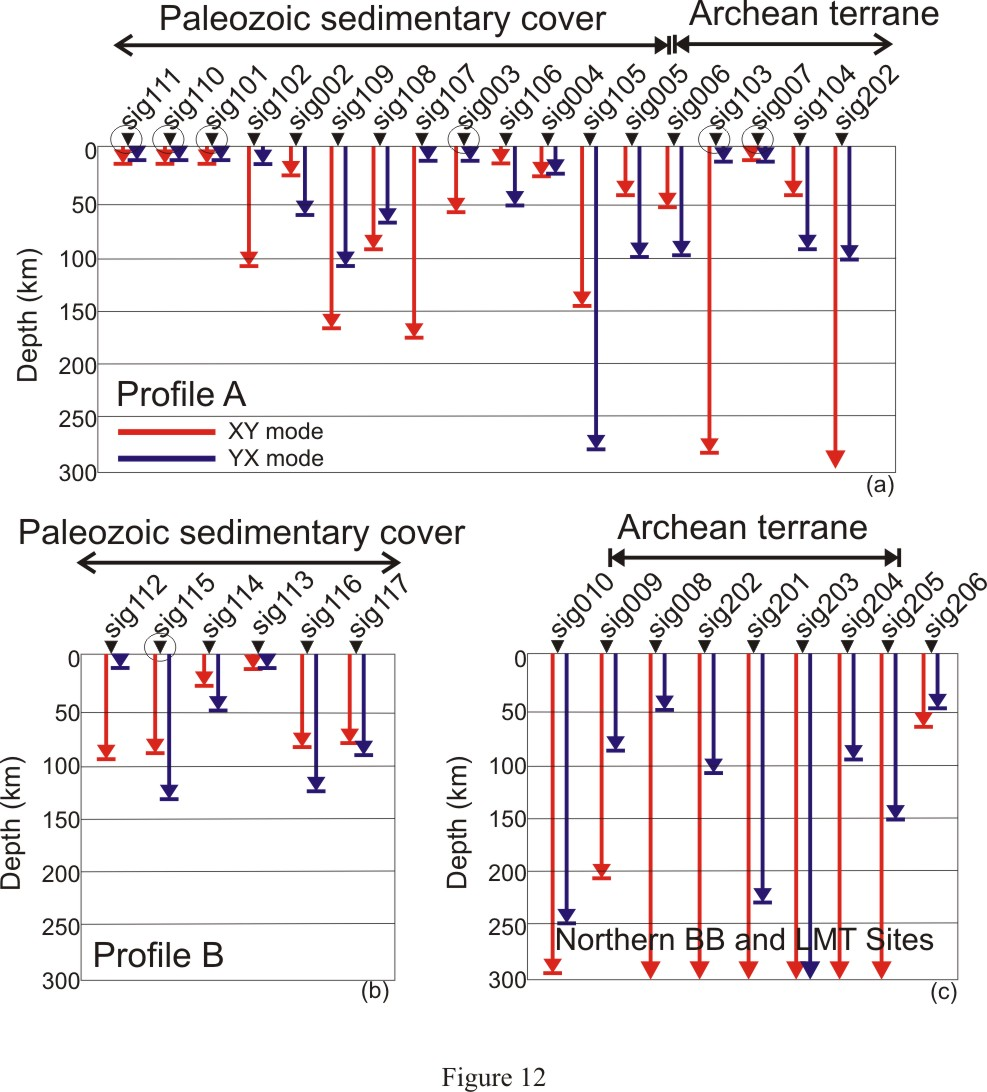 Paleozoic sedimentary cover
Archean terrane
sig111 sig110 sig101 sig102 sig002 sig109 sig108 sig107 sig003 sig106 sig004 sig105 sig005 sig006 sig103 sig007 sig104 sig202
0
50
100
150
200
250
300
Depth (km)
Profile A
XY mode
YX mode
(a)
Paleozoic sedimentary cover
sig112 sig115 sig114 sig113 sig116 sig117
0
50
100
150
200
250
300
Depth (km)
Profile B
(b)
Archean terrane
sig010 sig009 sig008 sig202 sig201 sig203 sig204 sig205 sig206
0
50
100
150
200
250
300
Depth (km)
Northern BB and LMT Sites
(c)
Figure 12